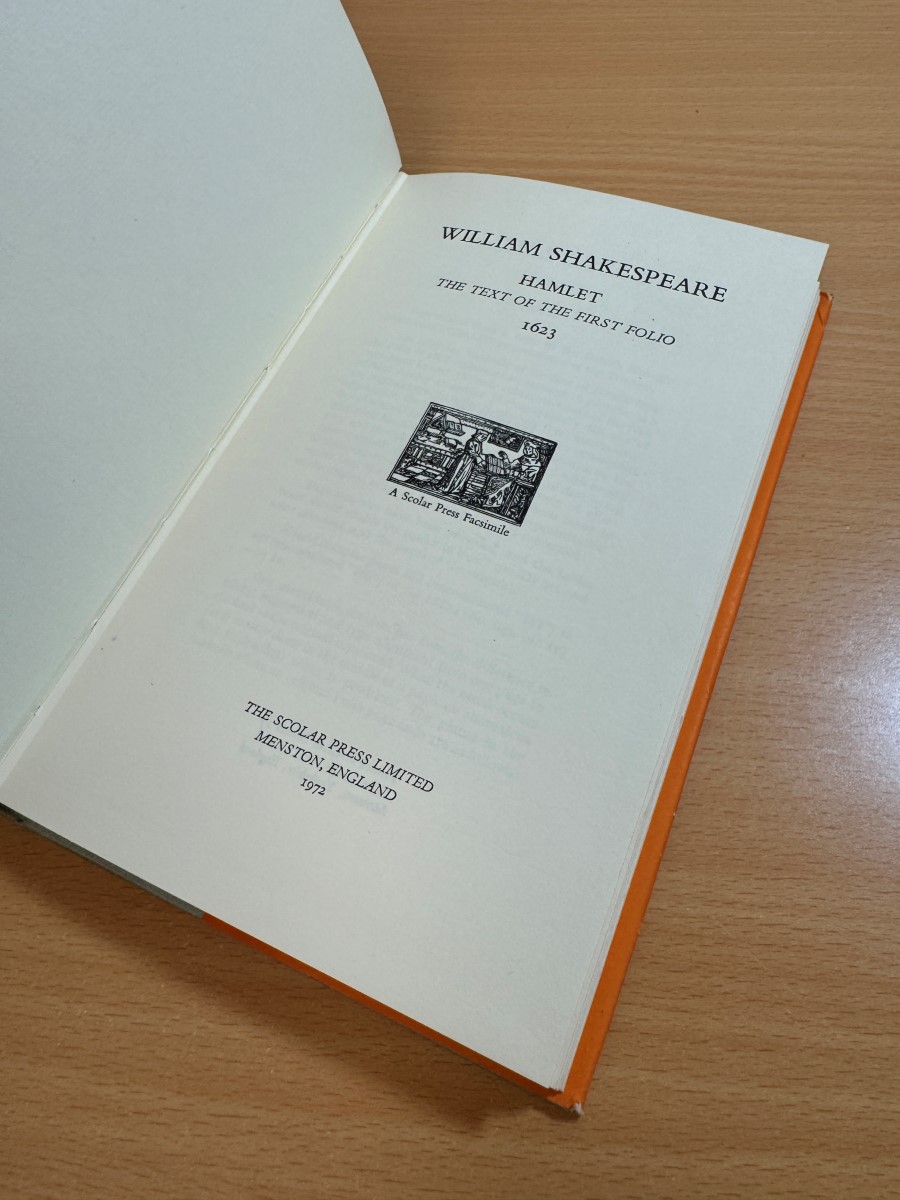 WILLIAM SHAKESPEARE
HAMLET
THE TEXT OF THE FIRST FOLIO
1623
A Scolar Press Facsimile
THE SCOLAR PRESS LIMITED
MENSTON, ENGLAND
1972